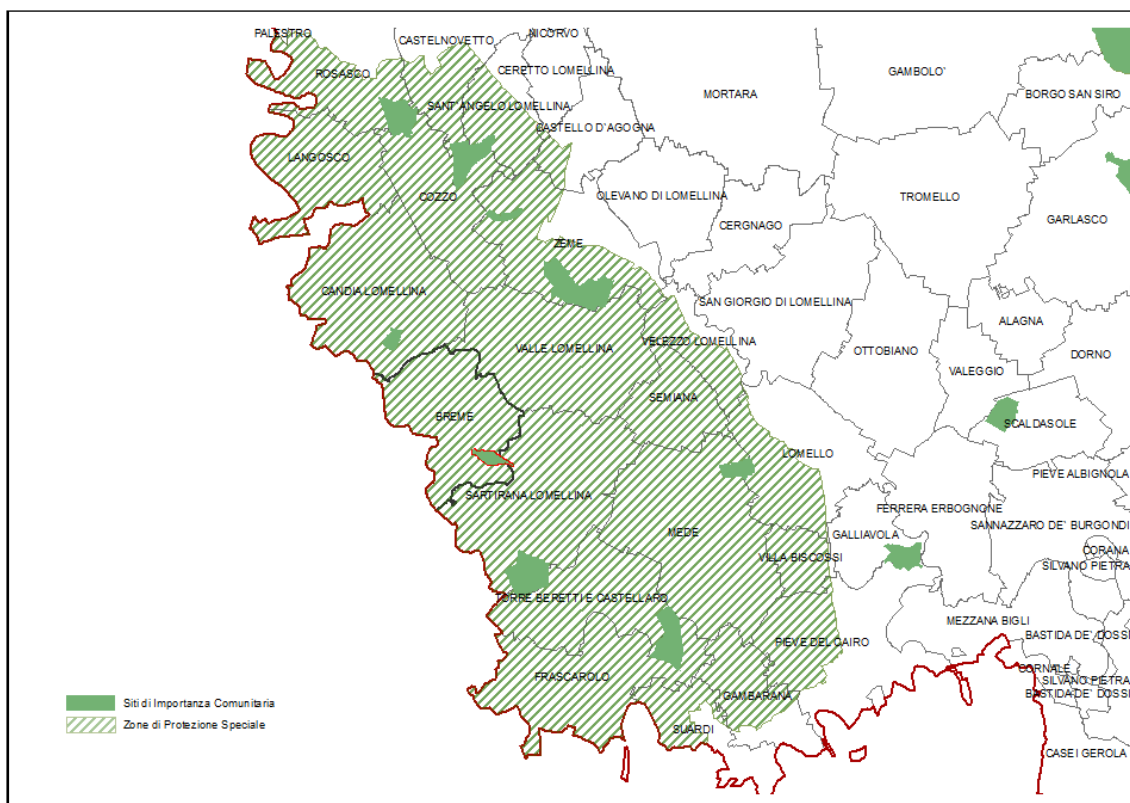 PALESTRO
NICORVO
CASTELNOVETTO
CERETTO LOMELLINA
GAMBOLO`
ROSASCO
MORTARA
BORGO SAN SIRO
SANT'ANGELO LOMELLINA
CASTELLO D'AGOGNA
LANGOSCO
COZZO
OLEVANO DI LOMELLINA
TROMELLO
CERGNAGO
GARLASCO
ZEME
CANDIA LOMELLINA
SAN GIORGIO DI LOMELLINA
ALAGNA
VALLE LOMELLINA
VELEZZO LOMELLINA
OTTOBIANO
DORNO
VALEGGIO
SEMIANA
BREME
SCALDASOLE
LOMELLO
PIEVE ALBIGNOLA
SARTIRANA LOMELLINA
FERRERA ERBOGNONE
SANNAZZARO DE` BURGONDI
MEDE
GALLIAVOLA
CORANA
VILLA BISCOSSI
SILVANO PIETRA
TORRE BERETTI E CASTELLARO
MEZZANA BIGLI
BASTIDA DE` DOSSI
PIEVE DEL CAIRO
CORNALE
FRASCAROLO
SILVANO PIETRA
GAMBARANA
BASTIDA DE` DOSSI
Siti di Importanza Comunitaria
Zone di Protezione Speciale
SUARDI
CASEI GEROLA